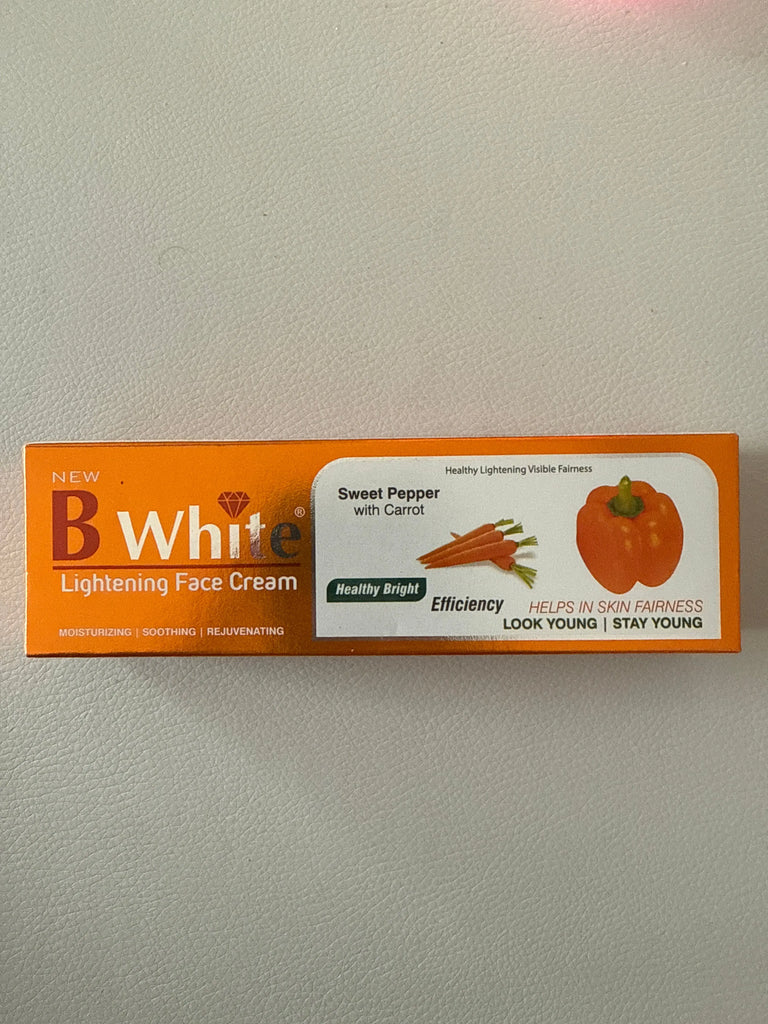 NEW
B White®
Lightening Face Cream
MOISTURIZING | SOOTHING | REJUVENATING
Healthy Lightening Visible Fairness
Sweet Pepper
with Carrot
Healthy Bright
Efficiency
HELPS IN SKIN FAIRNESS
LOOK YOUNG | STAY YOUNG